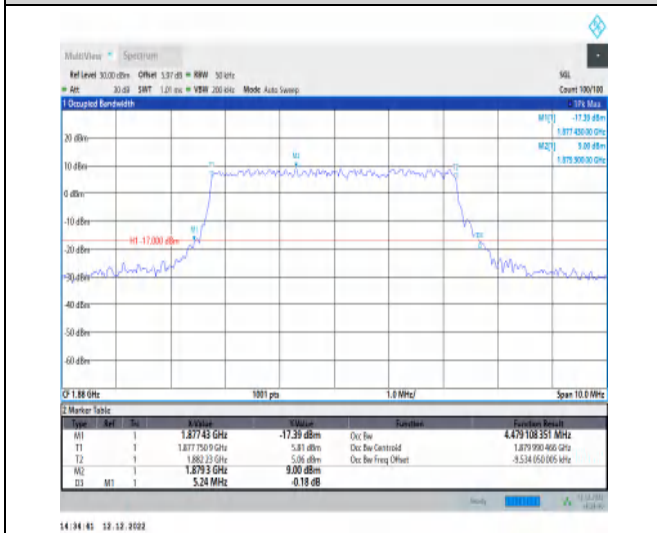 MultiView Spectrum
Ref Level 30.00 dBm Offset 5.97 dB RBW 50 kHz SGL
Att 30 dB SWT 1.01 ms VBW 200 kHz Mode Auto Sweep Count 100/100
1 Occupied Bandwidth 1Pk Max
M1[1] -17.39 dBm
1.877 430 00 GHz
20 dBm M2[1] 9.00 dBm
1.879 300 00 GHz
10 dBm T1 M2
0 dBm
-10 dBm
M1
H1 -17.000 dBm D3
-20 dBm
-30 dBm
-40 dBm
-50 dBm
-60 dBm
CF 1.88 GHz 1001 pts 1.0 MHz/ Span 10.0 MHz
2 Marker Table
Type Ref Trc X-Value Y-Value Function Function Result
M1 1 1.87743 GHz -17.39 dBm Occ Bw 4.479 108 351 MHz
T1 1 1.877 750 9 GHz 5.81 dBm Occ Bw Centroid 1.879 990 466 GHz
T2 1 1.882 23 GHz 5.06 dBm Occ Bw Freq Offset -9.534 050 005 kHz
M2 1 1.8793 GHz 9.00 dBm
D3 M1 1 5.24 MHz -0.18 dB
Ready
14:34:41 12.12.2022